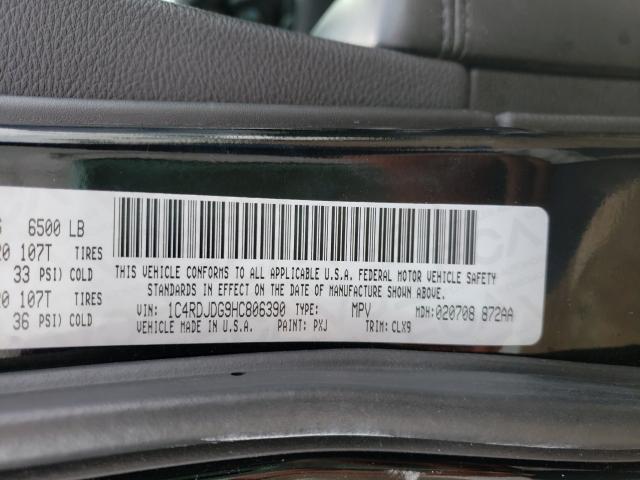 6500 LB
107T TIRES
33 PSI) COLD
107T TIRES
36 PSI) COLD
THIS VEHICLE CONFORMS TO ALL APPLICABLE U.S.A. FEDERAL MOTOR VEHICLE SAFETY
STANDARDS IN EFFECT ON THE DATE OF MANUFACTURE SHOWN ABOVE.
VIN: 1C4RDJDG9HC806390 TYPE: MPV MDH:020708 872AA
VEHICLE MADE IN U.S.A. PAINT: PXJ TRIM: CLX9